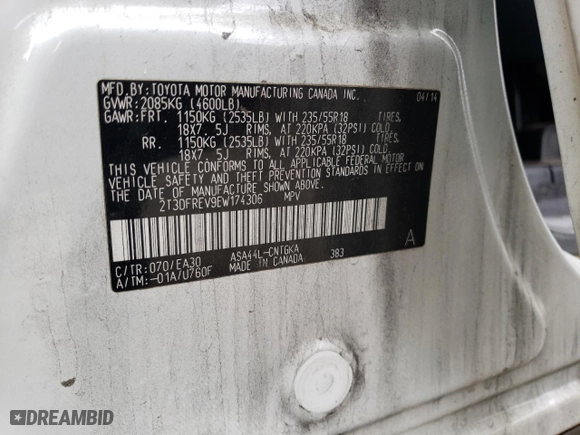 MFD.BY:TOYOTA MOTOR MANUFACTURING CANADA INC. 04/14
GVWR:2085KG (4600LB)
GAWR:FRT. 1150KG (2535LB) WITH 235/55R18 TIRES,
18X7.5J RIMS, AT 220KPA (32PSI) COLD.
RR. 1150KG (2535LB) WITH 235/55R18 TIRES,
18X7.5J RIMS, AT 220KPA (32PSI) COLD.
THIS VEHICLE CONFORMS TO ALL APPLICABLE FEDERAL MOTOR
VEHICLE SAFETY AND THEFT PREVENTION STANDARDS IN EFFECT ON
THE DATE OF MANUFACTURE SHOWN ABOVE.
2T3DFREV9EW174306 MPV
A
C/TR:070/EA30 ASA44L-CNTGKA 383
A/TM:-01A/U760F MADE IN CANADA
DREAMBID